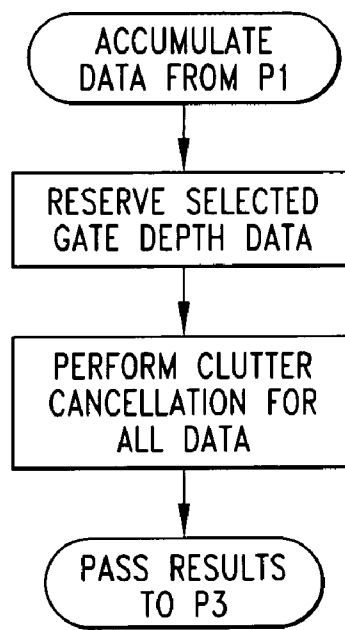 ACCUMULATE
DATA FROM P1
RESERVE SELECTED
GATE DEPTH DATA
PERFORM CLUTTER
CANCELLATION FOR
ALL DATA
PASS RESULTS
TO P3